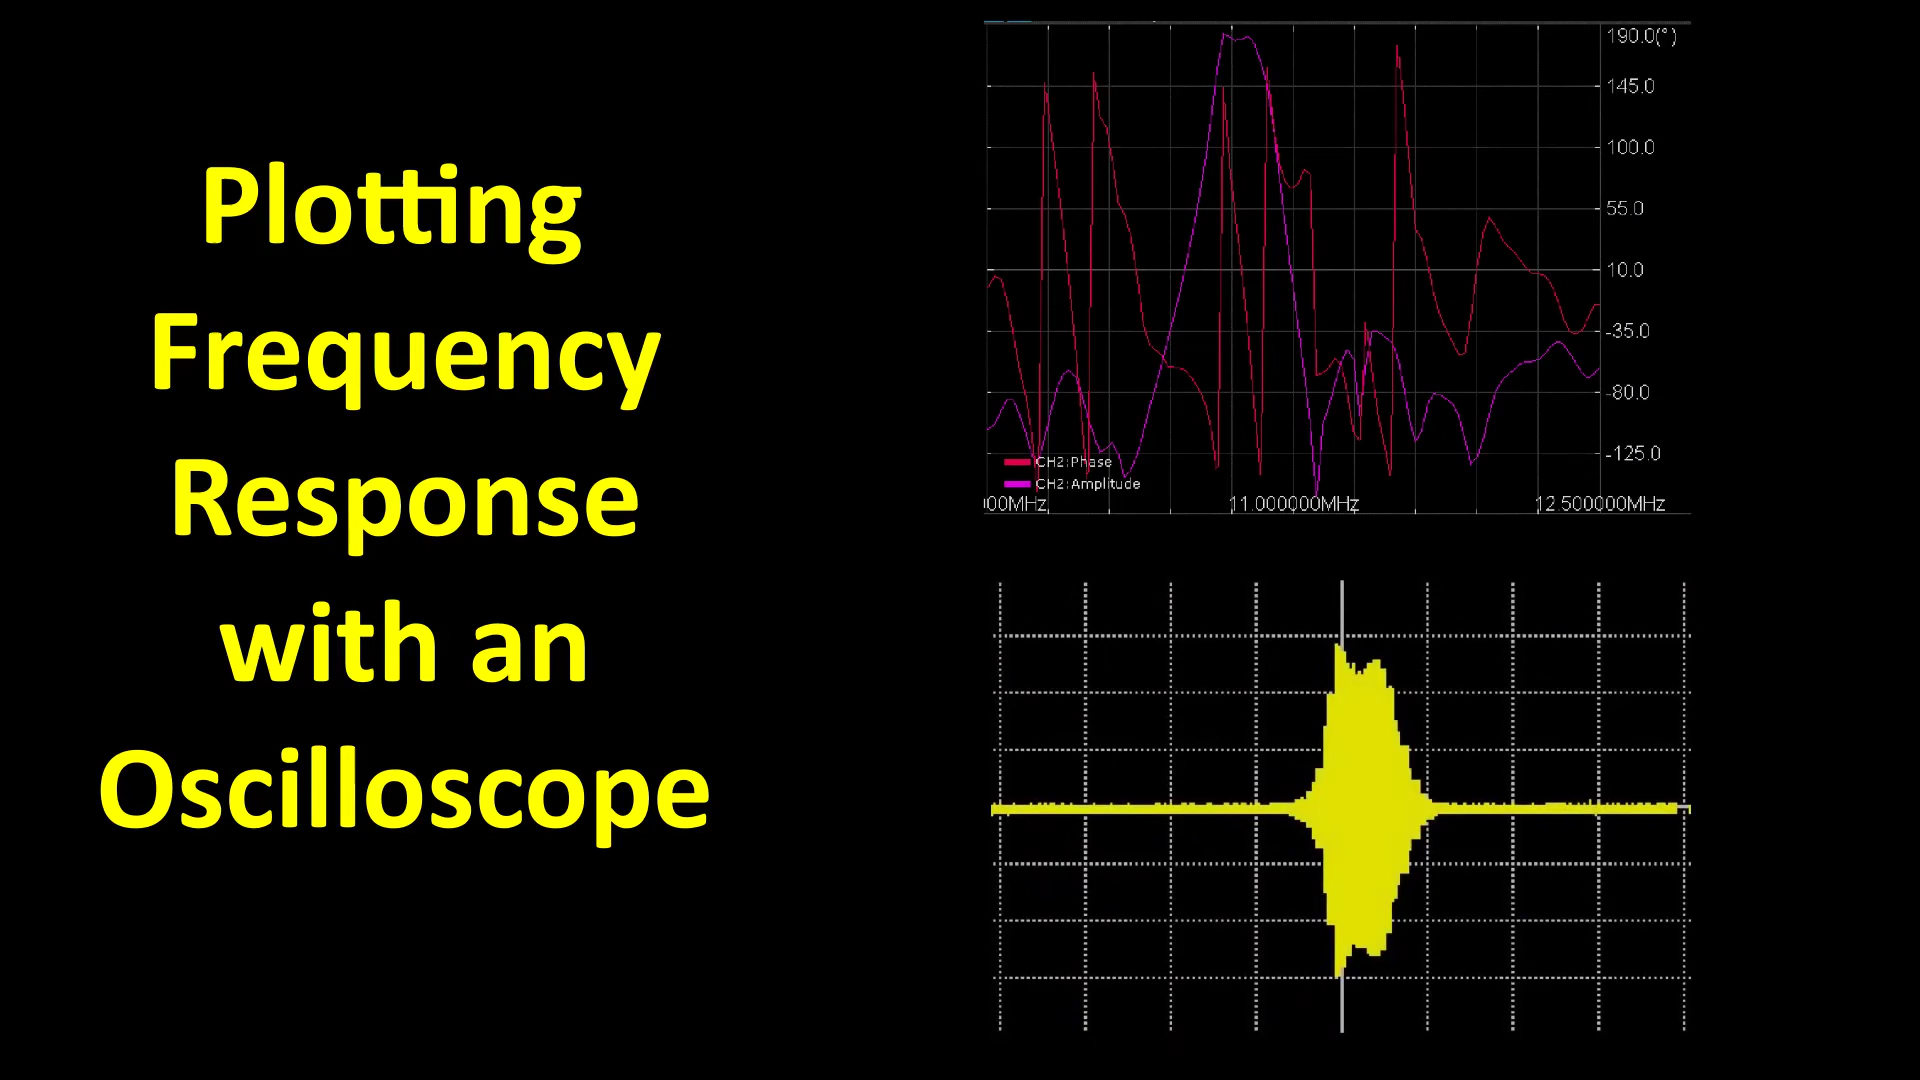 Plotting
Frequency
Response
with an
Oscilloscope
190.0(°)
145.0
100.0
55.0
10.0
-35.0
-80.0
-125.0
CH2:Phase
CH2:Amplitude
00MHz
11.000000MHz
12.500000MHz